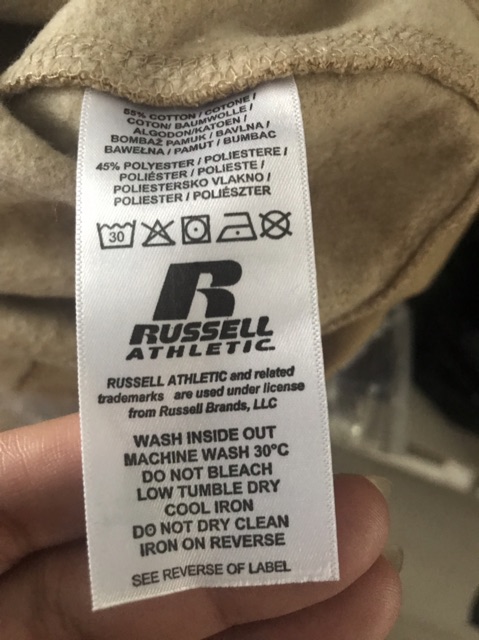 55% COTTON / COTONE /
COTON/ BAUMWOLLE /
ALGODON/KATOEN /
BOMBAŽ PAMUK / BAVLNA /
BAWEŁNA / PAMUT / BUMBAC
45% POLYESTER / POLIESTERE /
POLIÉSTER / POLIESTE /
POLIESTERSKO VLAKNO /
POLIESTER / POLIÉSZTER
30
R
RUSSELL
ATHLETIC
RUSSELL ATHLETIC and related
trademarks are used under license
from Russell Brands, LLC
WASH INSIDE OUT
MACHINE WASH 30°C
DO NOT BLEACH
LOW TUMBLE DRY
COOL IRON
DO NOT DRY CLEAN
IRON ON REVERSE
SEE REVERSE OF LABEL